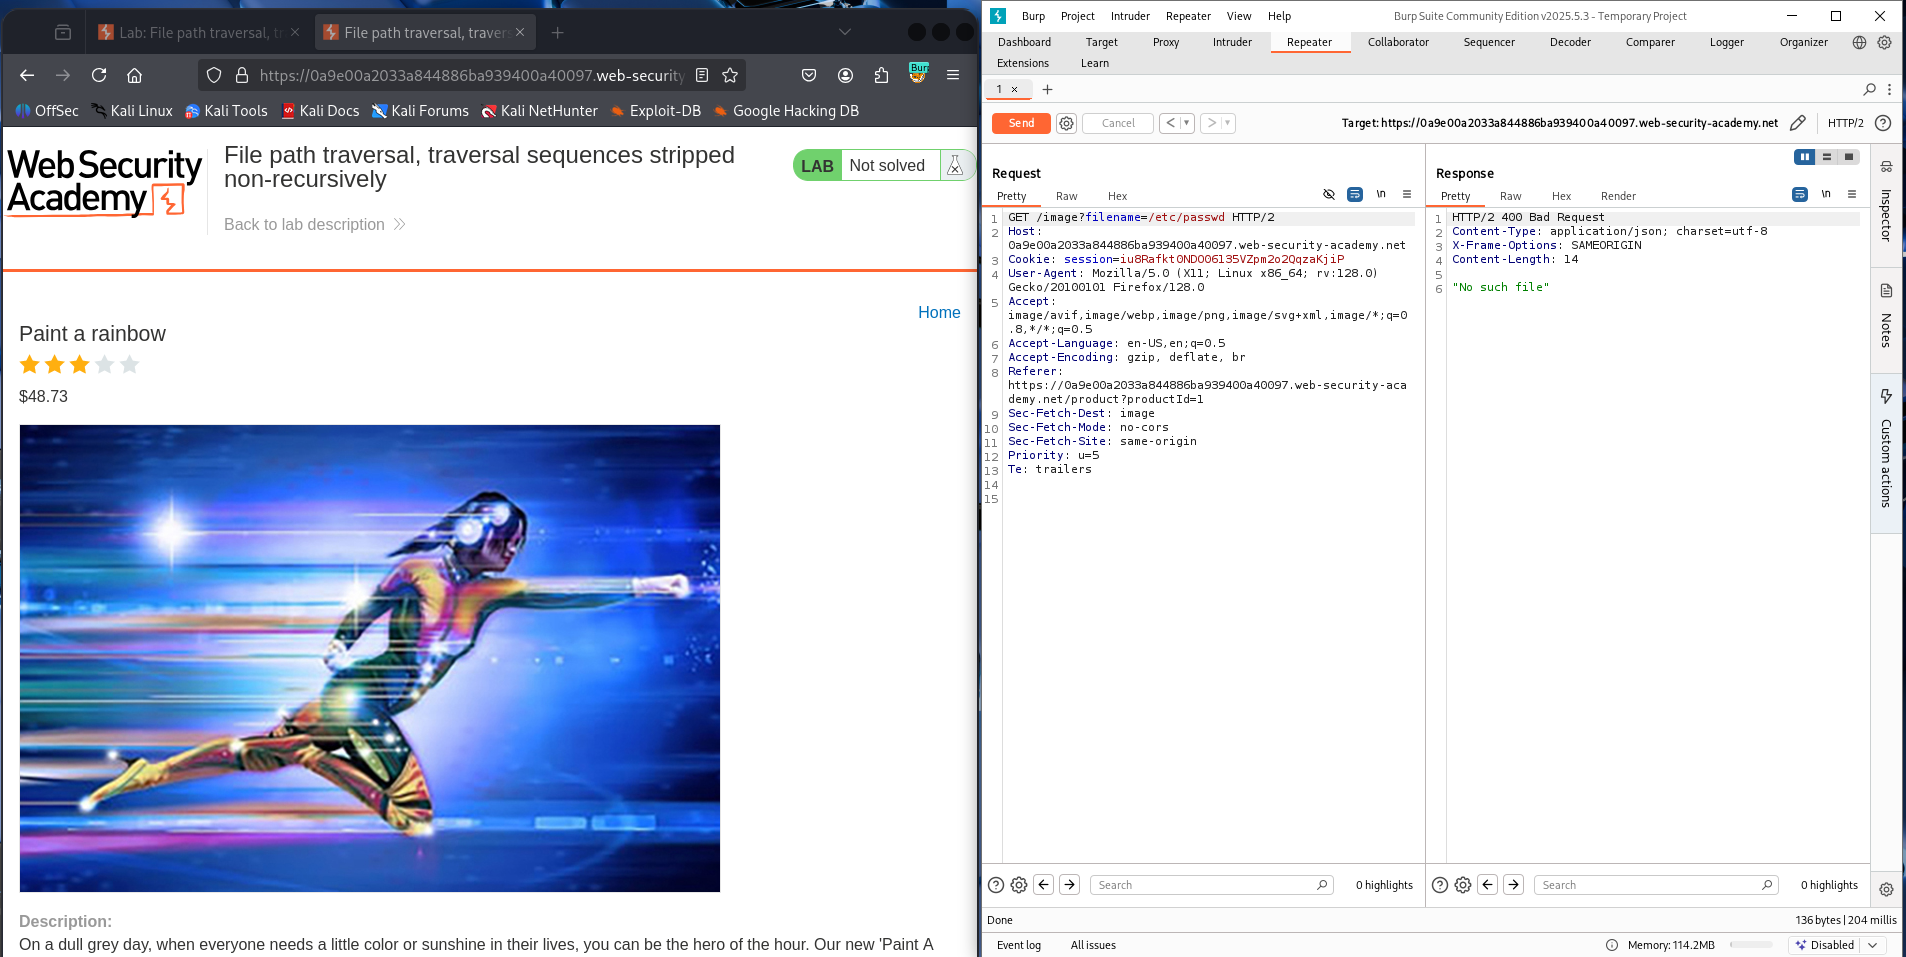 Lab: File path traversal, t
File path traversal, traver
https://0a9e00a2033a844886ba939400a40097.web-security
Burp
OffSec
Kali Linux
Kali Tools
Kali Docs
Kali Forums
Kali NetHunter
Exploit-DB
Google Hacking DB
WebSecurity
Academy
File path traversal, traversal sequences stripped
non-recursively
Back to lab description
LAB
Not solved
Home
Paint a rainbow
$48.73
Description:
On a dull grey day, when everyone needs a little color or sunshine in their lives, you can be the hero of the hour. Our new 'Paint A
Burp Project Intruder Repeater View Help
Burp Suite Community Edition v2025.5.3 - Temporary Project
Dashboard Target Proxy Intruder Repeater Collaborator Sequencer Decoder Comparer Logger Organizer
Extensions Learn
1 × +
Send
Cancel
Target: https://0a9e00a2033a844886ba939400a40097.web-security-academy.net
HTTP/2
Request
Pretty Raw Hex
\n
1 GET /image?filename=/etc/passwd HTTP/2
2 Host:
0a9e00a2033a844886ba939400a40097.web-security-academy.net
3 Cookie: session=iu8Rafkt0ND006135VZpm2o2QqzaKjiP
4 User-Agent: Mozilla/5.0 (X11; Linux x86_64; rv:128.0)
Gecko/20100101 Firefox/128.0
5 Accept:
image/avif,image/webp,image/png,image/svg+xml,image/*;q=0
.8,*/*;q=0.5
6 Accept-Language: en-US,en;q=0.5
7 Accept-Encoding: gzip, deflate, br
8 Referer:
https://0a9e00a2033a844886ba939400a40097.web-security-aca
demy.net/product?productId=1
9 Sec-Fetch-Dest: image
10 Sec-Fetch-Mode: no-cors
11 Sec-Fetch-Site: same-origin
12 Priority: u=5
13 Te: trailers
14
15
Search
0 highlights
Response
Pretty Raw Hex Render
\n
1 HTTP/2 400 Bad Request
2 Content-Type: application/json; charset=utf-8
3 X-Frame-Options: SAMEORIGIN
4 Content-Length: 14
5
6 "No such file"
Search
0 highlights
Inspector
Notes
Custom actions
Done
136 bytes | 204 millis
Event log All issues
Memory: 114.2MB
Disabled